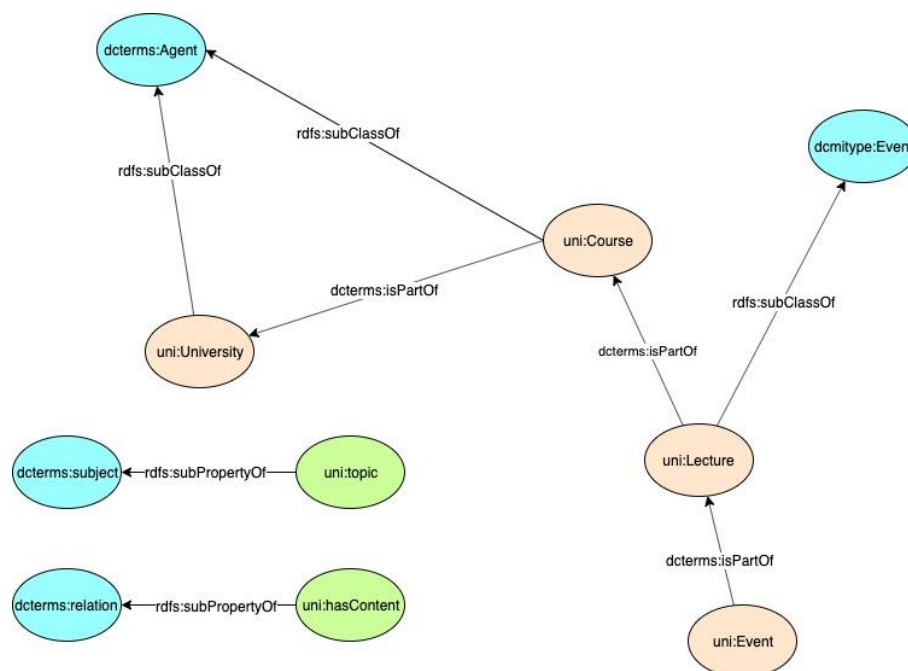 dcterms:Agent
rdfs:subClassOf
dcmitype:Even
rdfs:subClassOf
uni:Course
dcterms:isPartOf
rdfs:subClassOf
uni:University
dcterms:isPartOf
dcterms:subject
rdfs:subPropertyOf
uni:topic
uni:Lecture
dcterms:isPartOf
dcterms:relation
rdfs:subPropertyOf
uni:hasContent
uni:Event